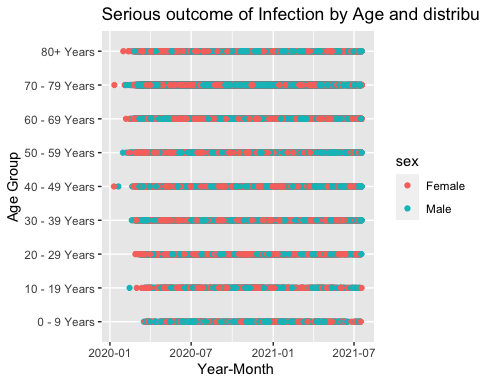 Serious outcome of Infection by Age and distribu
80+ Years
70 - 79 Years
60 - 69 Years
50 - 59 Years
40 - 49 Years
30 - 39 Years
20 - 29 Years
10 - 19 Years
0 - 9 Years
Age Group
2020-01 2020-07 2021-01 2021-07
Year-Month
sex
Female
Male